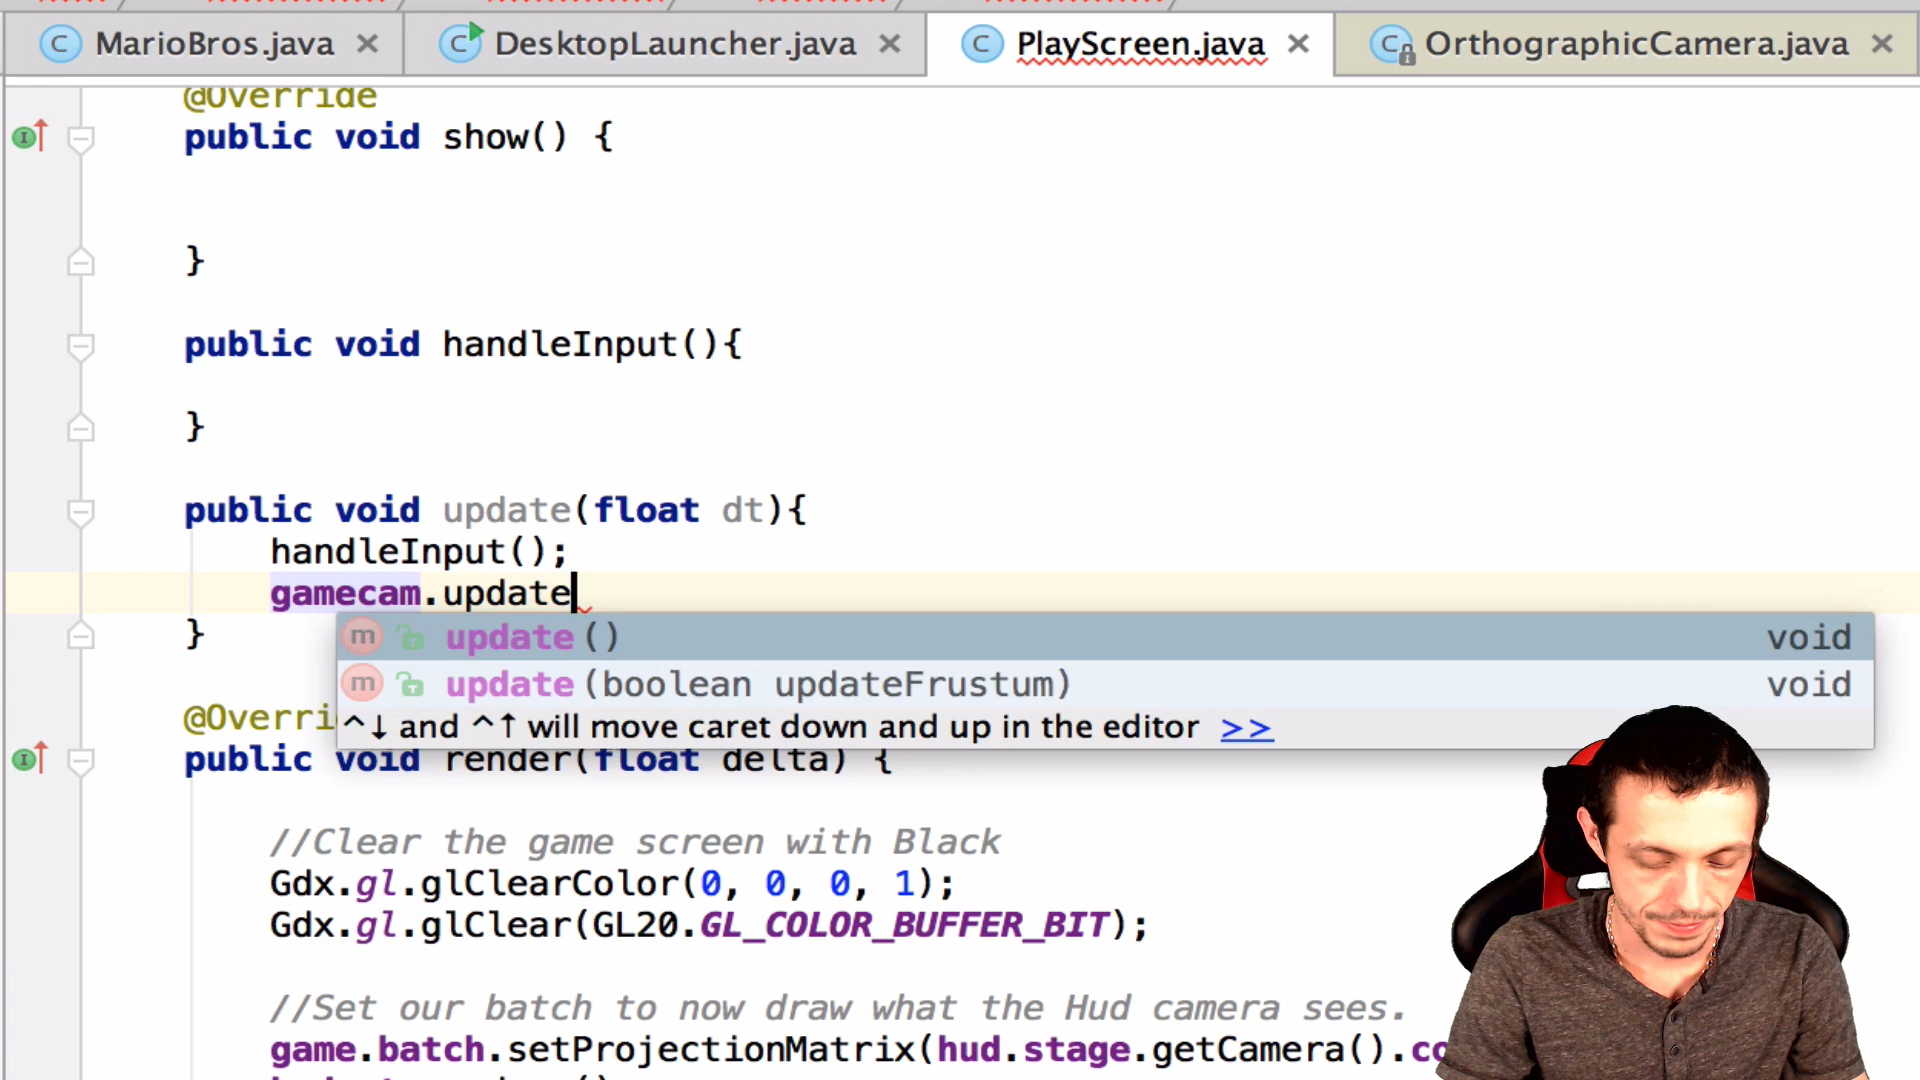 MarioBros.java DesktopLauncher.java PlayScreen.java OrthographicCamera.java
@Override
public void show() {
}
public void handleInput(){
}
public void update(float dt){
handleInput();
gamecam.update
}
update() void
update(boolean updateFrustum) void
^↓ and ^↑ will move caret down and up in the editor >>
@Overri
public void render(float delta) {
//Clear the game screen with Black
Gdx.gl.glClearColor(0, 0, 0, 1);
Gdx.gl.glClear(GL20.GL_COLOR_BUFFER_BIT);
//Set our batch to now draw what the Hud camera sees.
game.batch.setProjectionMatrix(hud.stage.getCamera().co